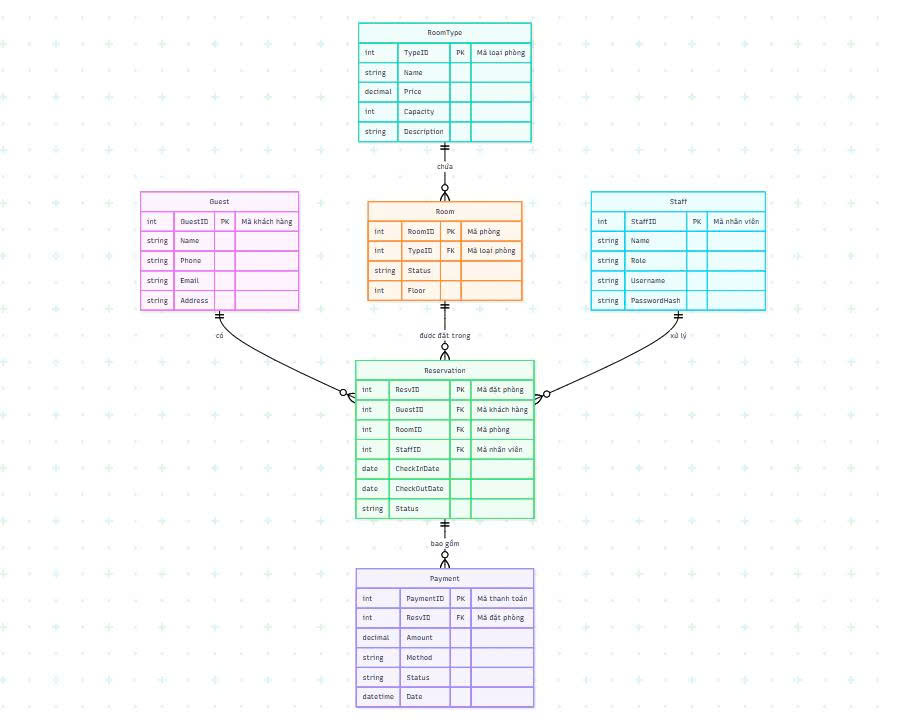 RoomType
int TypeID PK Mã loại phòng
string Name
decimal Price
int Capacity
string Description
chứa
Guest
int GuestID PK Mã khách hàng
string Name
string Phone
string Email
string Address
Room
int RoomID PK Mã phòng
int TypeID FK Mã loại phòng
string Status
int Floor
Staff
int StaffID PK Mã nhân viên
string Name
string Role
string Username
string PasswordHash
có
được đặt trong
xử lý
Reservation
int ResvID PK Mã đặt phòng
int GuestID FK Mã khách hàng
int RoomID FK Mã phòng
int StaffID FK Mã nhân viên
date CheckInDate
date CheckOutDate
string Status
bao gồm
Payment
int PaymentID PK Mã thanh toán
int ResvID FK Mã đặt phòng
decimal Amount
string Method
string Status
datetime Date